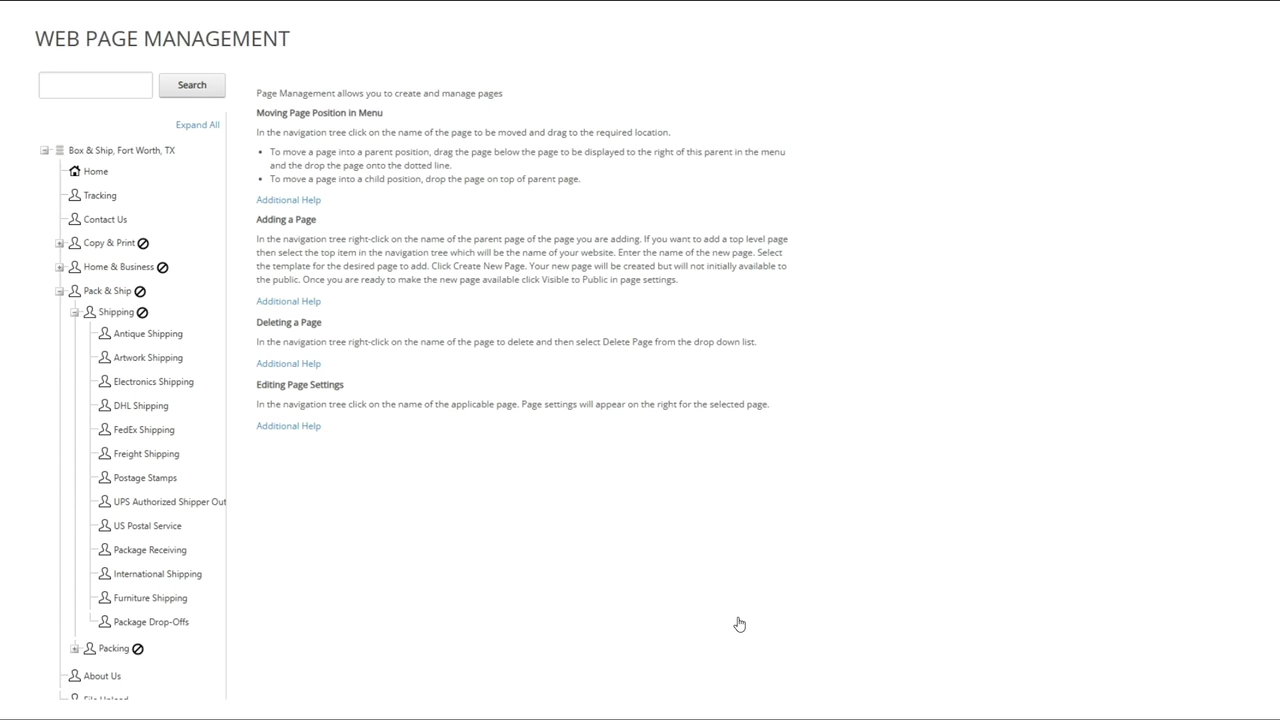 WEB PAGE MANAGEMENT
Search
Expand All
Box & Ship, Fort Worth, TX
Home
Tracking
Contact Us
Copy & Print
Home & Business
Pack & Ship
Shipping
Antique Shipping
Artwork Shipping
Electronics Shipping
DHL Shipping
FedEx Shipping
Freight Shipping
Postage Stamps
UPS Authorized Shipper Out
US Postal Service
Package Receiving
International Shipping
Furniture Shipping
Package Drop-Offs
Packing
About Us
File Upload
Page Management allows you to create and manage pages
Moving Page Position in Menu
In the navigation tree click on the name of the page to be moved and drag to the required location.
• To move a page into a parent position, drag the page below the page to be displayed to the right of this parent in the menu
and the drop the page onto the dotted line.
• To move a page into a child position, drop the page on top of parent page.
Additional Help
Adding a Page
In the navigation tree right-click on the name of the parent page of the page you are adding. If you want to add a top level page
then select the top item in the navigation tree which will be the name of your website. Enter the name of the new page. Select
the template for the desired page to add. Click Create New Page. Your new page will be created but will not initially available to
the public. Once you are ready to make the new page available click Visible to Public in page settings.
Additional Help
Deleting a Page
In the navigation tree right-click on the name of the page to delete and then select Delete Page from the drop down list.
Additional Help
Editing Page Settings
In the navigation tree click on the name of the applicable page. Page settings will appear on the right for the selected page.
Additional Help